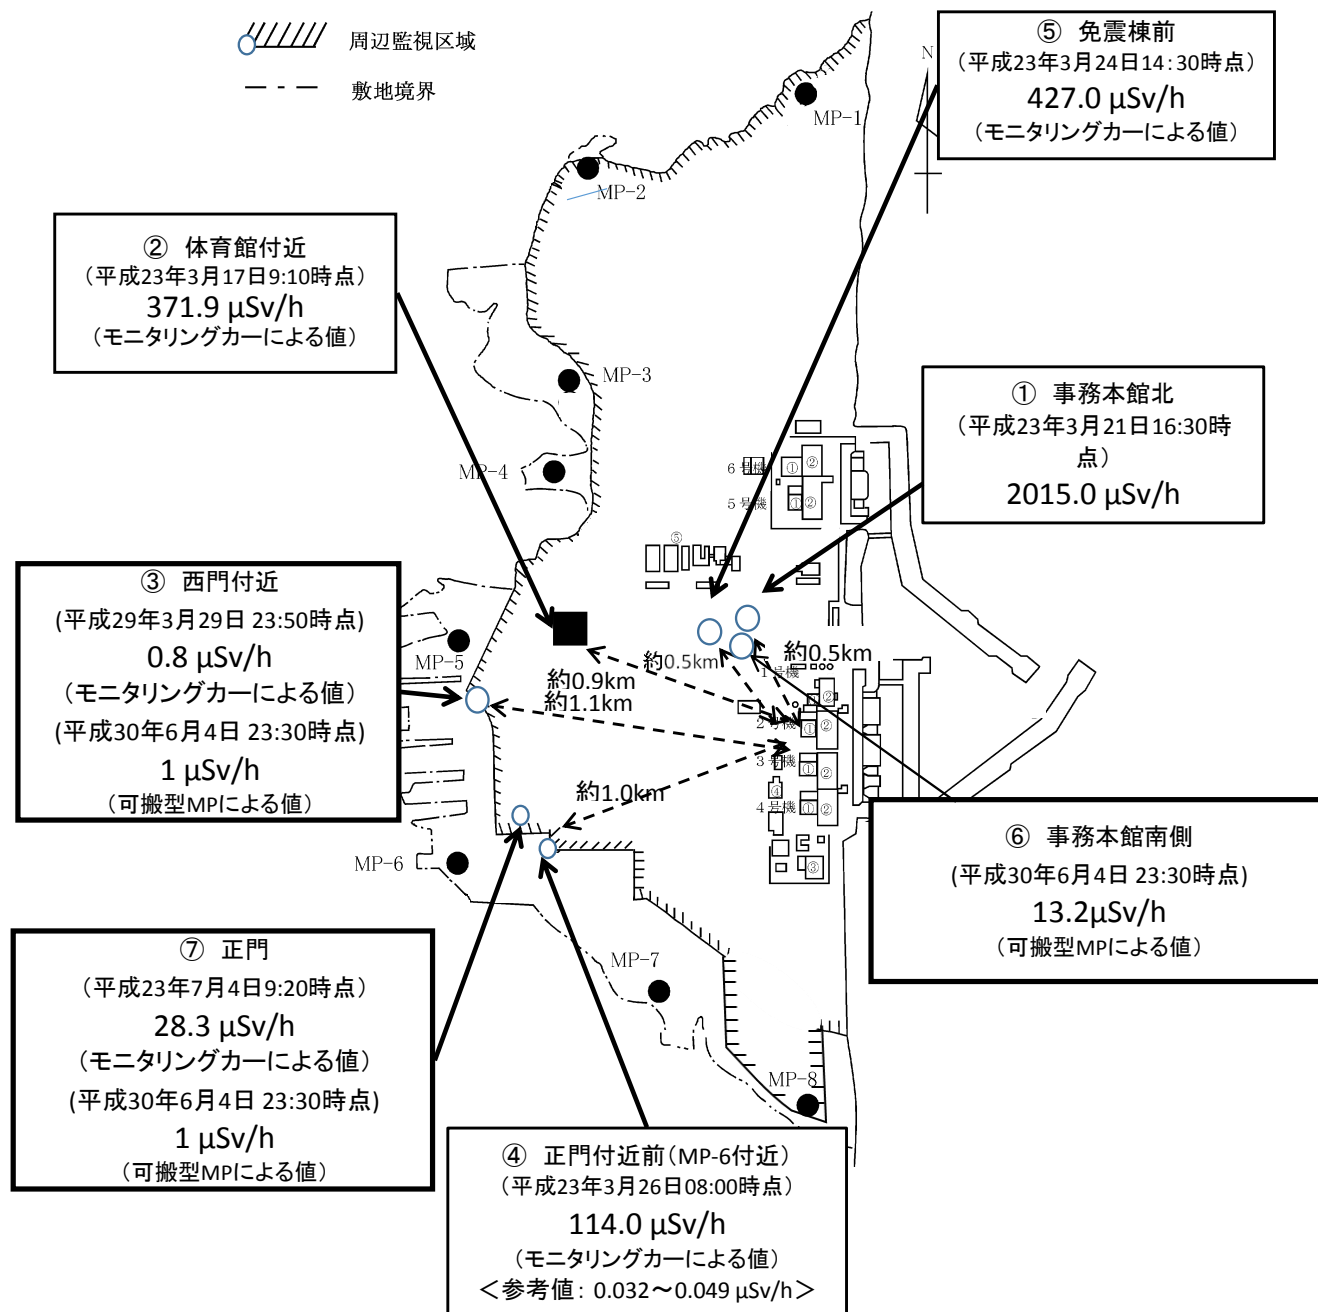 周辺監視区域
敷地境界
⑤ 免震棟前
（平成23年3月24日14:30時点）
427.0 μSv/h
（モニタリングカーによる値）
N
MP-1
MP-2
② 体育館付近
（平成23年3月17日9:10時点）
371.9 μSv/h
（モニタリングカーによる値）
MP-3
① 事務本館北
（平成23年3月21日16:30時
点）
2015.0 μSv/h
MP-4
６号機
① ②
５号機
① ②
⑤
③ 西門付近
(平成29年3月29日 23:50時点)
0.8 μSv/h
（モニタリングカーによる値）
(平成30年6月4日 23:30時点)
1 μSv/h
（可搬型MPによる値）
MP-5
約0.5km
約0.5km
約0.9km
約1.1km
１号機
②
２号機
① ②
３号機
① ②
約1.0km
④
４号機
① ②
③
MP-6
⑥ 事務本館南側
(平成30年6月4日 23:30時点)
13.2μSv/h
（可搬型MPによる値）
⑦ 正門
（平成23年7月4日9:20時点）
28.3 μSv/h
（モニタリングカーによる値）
(平成30年6月4日 23:30時点)
1 μSv/h
（可搬型MPによる値）
MP-7
MP-8
④ 正門付近前（MP-6付近）
（平成23年3月26日08:00時点）
114.0 μSv/h
（モニタリングカーによる値）
＜参考値： 0.032～0.049 μSv/h＞